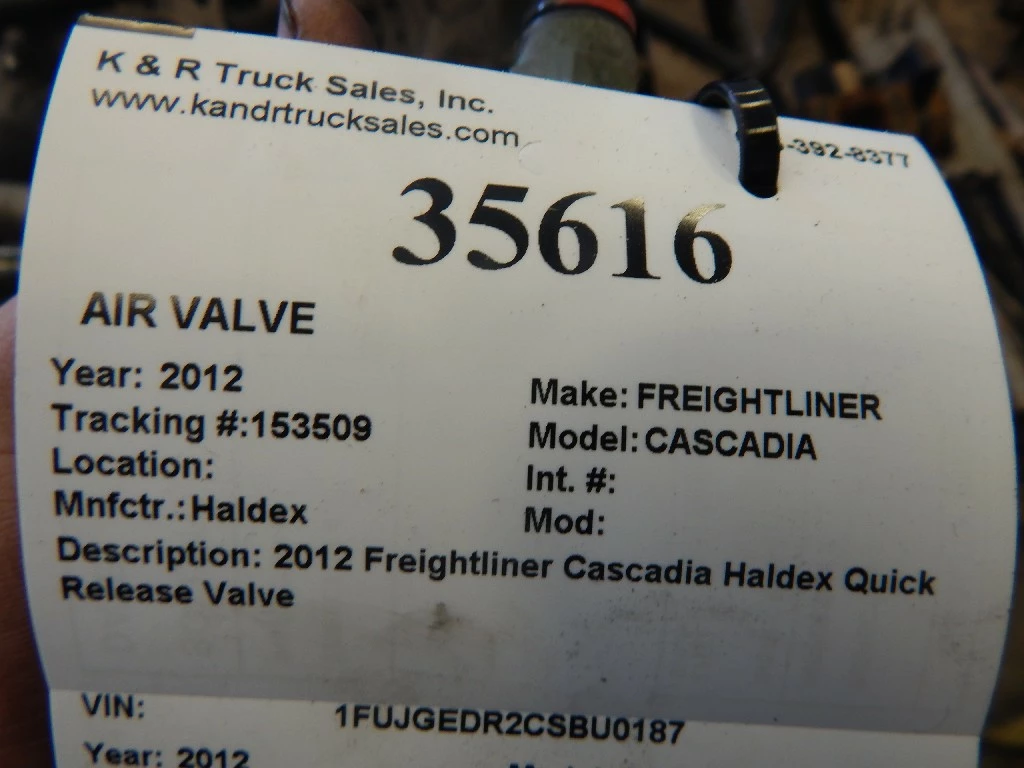 K & R Truck Sales, Inc.
www.kandrtrucksales.com
-392-8377
35616
AIR VALVE
Year: 2012
Make: FREIGHTLINER
Tracking #:153509
Model: CASCADIA
Location:
Int. #:
Mnfctr.: Haldex
Mod:
Description: 2012 Freightliner Cascadia Haldex Quick
Release Valve
VIN: 1FUJGEDR2CSBU0187
Year: 2012